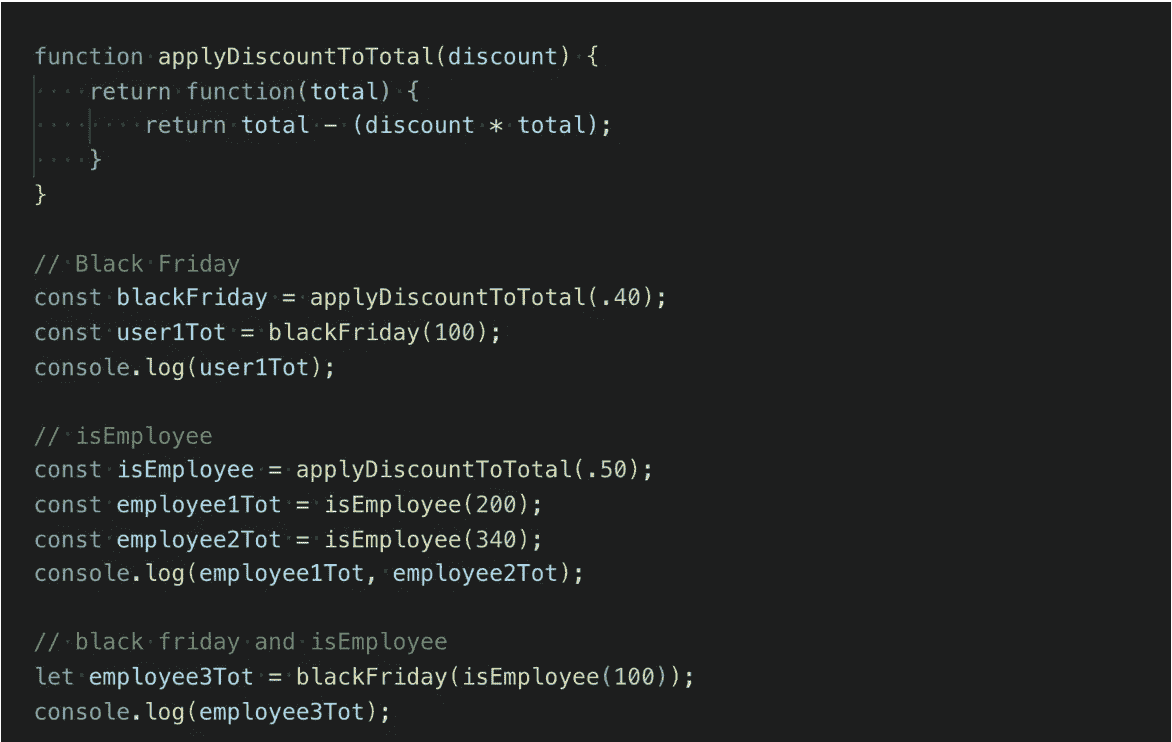 function applyDiscountToTotal(discount) {
    return function(total) {
        return total - (discount * total);
    }
}

// Black Friday
const blackFriday = applyDiscountToTotal(.40);
const user1Tot = blackFriday(100);
console.log(user1Tot);

// isEmployee
const isEmployee = applyDiscountToTotal(.50);
const employee1Tot = isEmployee(200);
const employee2Tot = isEmployee(340);
console.log(employee1Tot, employee2Tot);

// black friday and isEmployee
let employee3Tot = blackFriday(isEmployee(100));
console.log(employee3Tot);